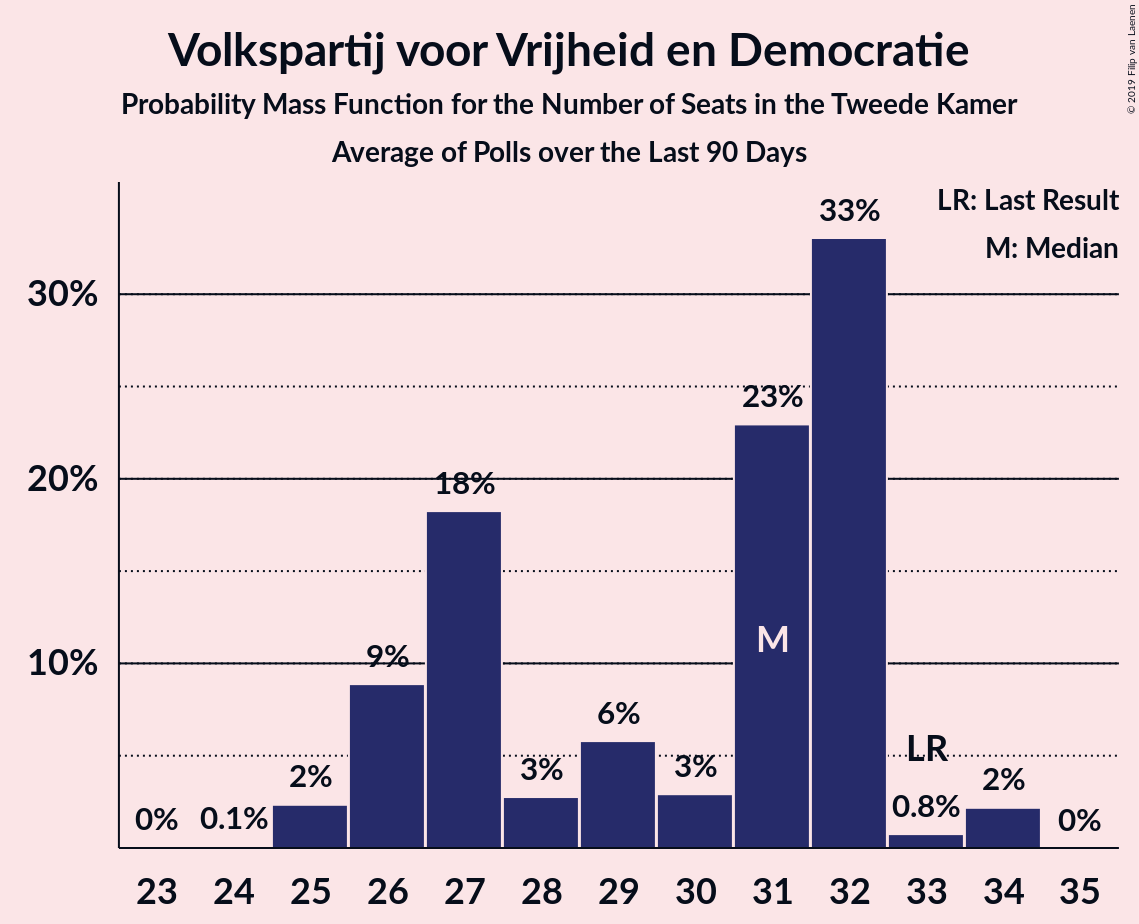 Volkspartij voor Vrijheid en Democratie
Probability Mass Function for the Number of Seats in the Tweede Kamer
Average of Polls over the Last 90 Days
© 2019 Filip van Laenen
LR: Last Result
M: Median
30%
20%
10%
0%
0.1%
2%
9%
18%
3%
6%
3%
23%
M
33%
LR
0.8%
2%
0%
23 24 25 26 27 28 29 30 31 32 33 34 35